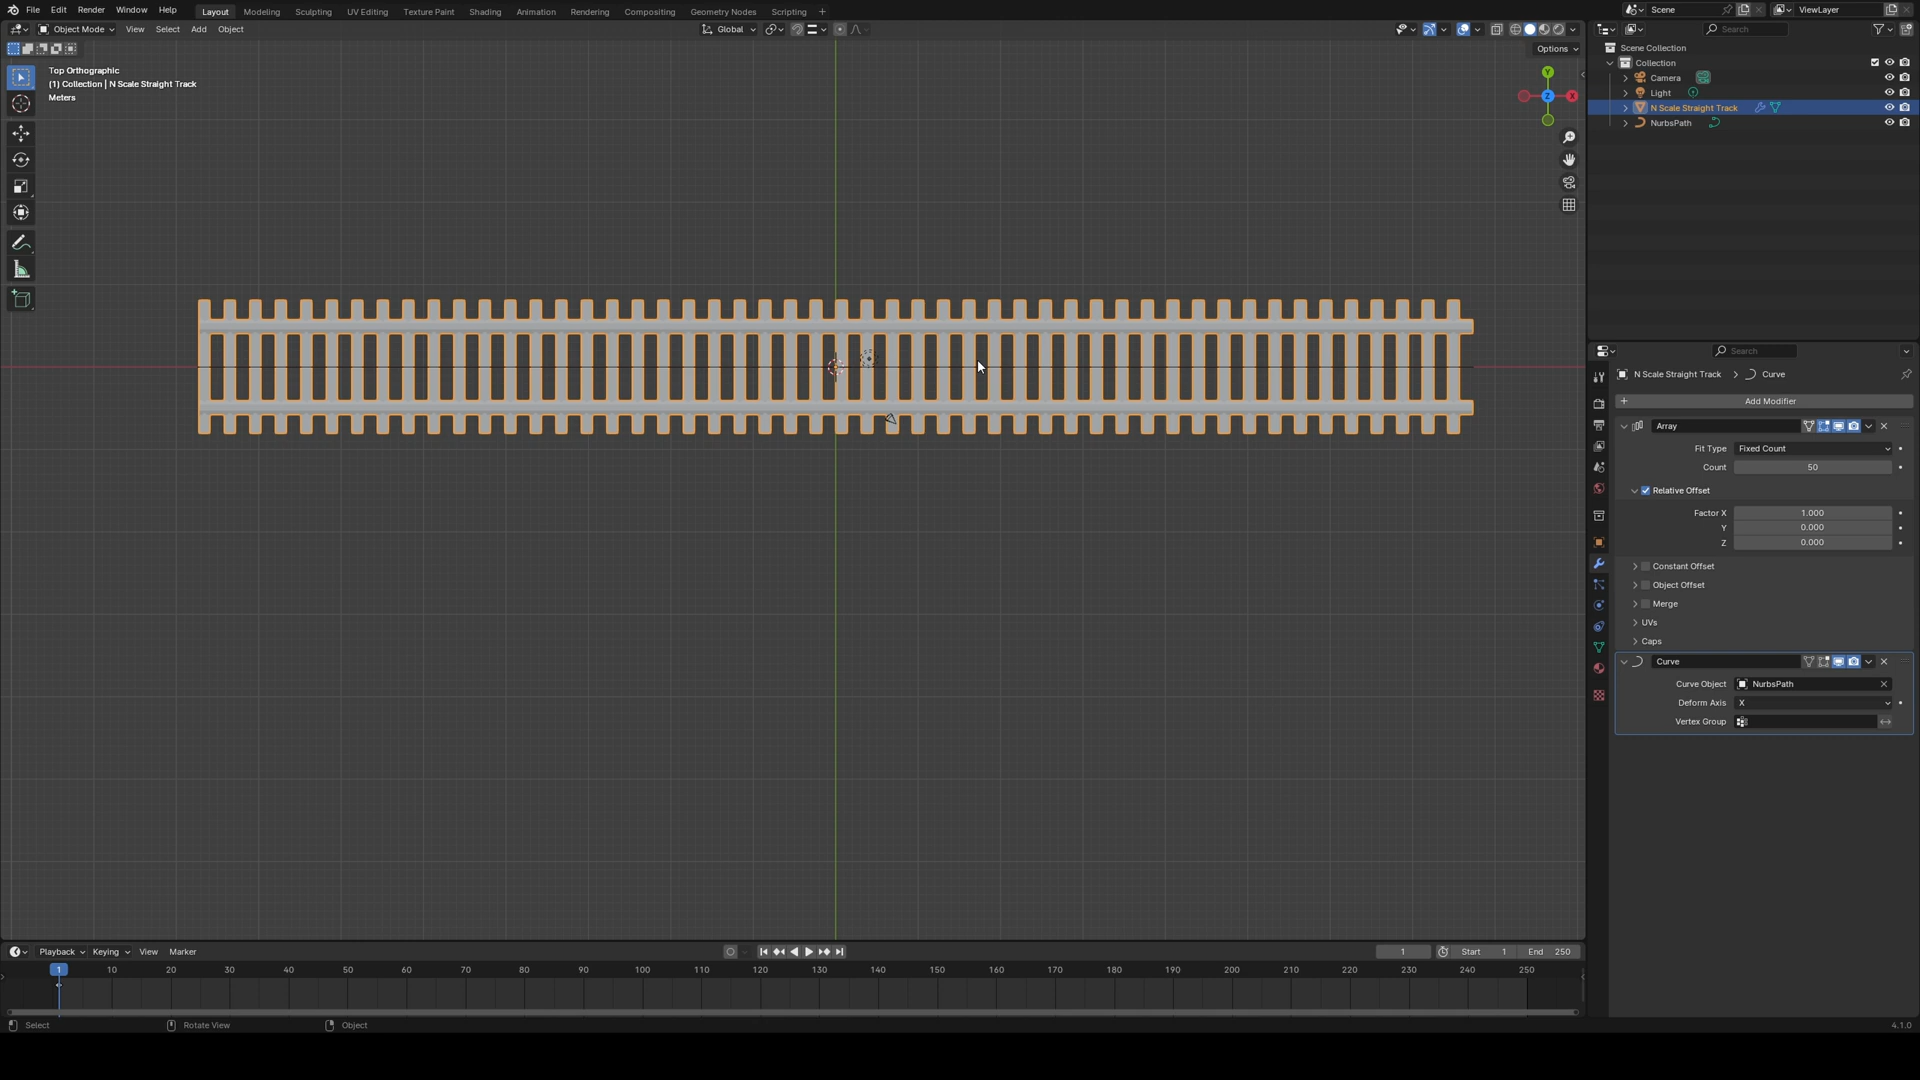 File Edit Render Window Help Layout Modeling Sculpting UV Editing Texture Paint Shading Animation Rendering Compositing Geometry Nodes Scripting + Scene ViewLayer
Object Mode View Select Add Object Global Search
Options
Top Orthographic
(1) Collection | N Scale Straight Track
Meters
Y
Z X
Scene Collection
Collection
Camera
Light
N Scale Straight Track
NurbsPath
Search
N Scale Straight Track > Curve
+ Add Modifier
Array
Fit Type Fixed Count
Count 50
Relative Offset
Factor X 1.000
Y 0.000
Z 0.000
Constant Offset
Object Offset
Merge
UVs
Caps
Curve
Curve Object NurbsPath
Deform Axis X
Vertex Group
Playback Keying View Marker 1 Start 1 End 250
1 10 20 30 40 50 60 70 80 90 100 110 120 130 140 150 160 170 180 190 200 210 220 230 240 250
Select Rotate View Object 4.1.0